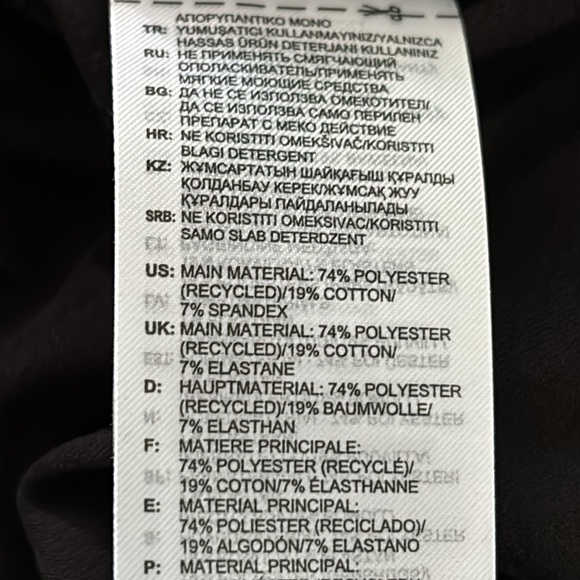 ΑΠΟΡΥΠΑΝΤΙΚΟ ΜΟΝΟ
TR: YUMUŞATICI KULLANMAYINIZ/YALNIZCA
HASSAS ÜRÜN DETERJANI KULLANINIZ
RU: НЕ ПРИМЕНЯТЬ СМЯГЧАЮЩИЙ
ОПОЛАСКИВАТЕЛЬ/ПРИМЕНЯТЬ
МЯГКИЕ МОЮЩИЕ СРЕДСТВА
BG: ДА НЕ СЕ ИЗПОЛЗВА ОМЕКОТИТЕЛ/
ДА СЕ ИЗПОЛЗВА САМО ПЕРИЛЕН
ПРЕПАРАТ С МЕКО ДЕЙСТВИЕ
HR: NE KORISTITI OMEKŠIVAČ/KORISTITI
BLAGI DETERGENT
KZ: ЖҰМСАРТАТЫН ШАЙҚАҒЫШ ҚҰРАЛДЫ
ҚОЛДАНБАУ КЕРЕК/ЖҰМСАҚ ЖУУ
ҚҰРАЛДАРЫ ПАЙДАЛАНЫЛАДЫ
SRB: NE KORISTITI OMEKSIVAC/KORISTITI
SAMO SLAB DETERDZENT
US: MAIN MATERIAL: 74% POLYESTER
(RECYCLED)/19% COTTON/
7% SPANDEX
UK: MAIN MATERIAL: 74% POLYESTER
(RECYCLED)/19% COTTON/
7% ELASTANE
D: HAUPTMATERIAL: 74% POLYESTER
(RECYCLED)/19% BAUMWOLLE/
7% ELASTHAN
F: MATIERE PRINCIPALE:
74% POLYESTER (RECYCLÉ)/
19% COTON/7% ÉLASTHANNE
E: MATERIAL PRINCIPAL:
74% POLIESTER (RECICLADO)/
19% ALGODÓN/7% ELASTANO
P: MATERIAL PRINCIPAL: